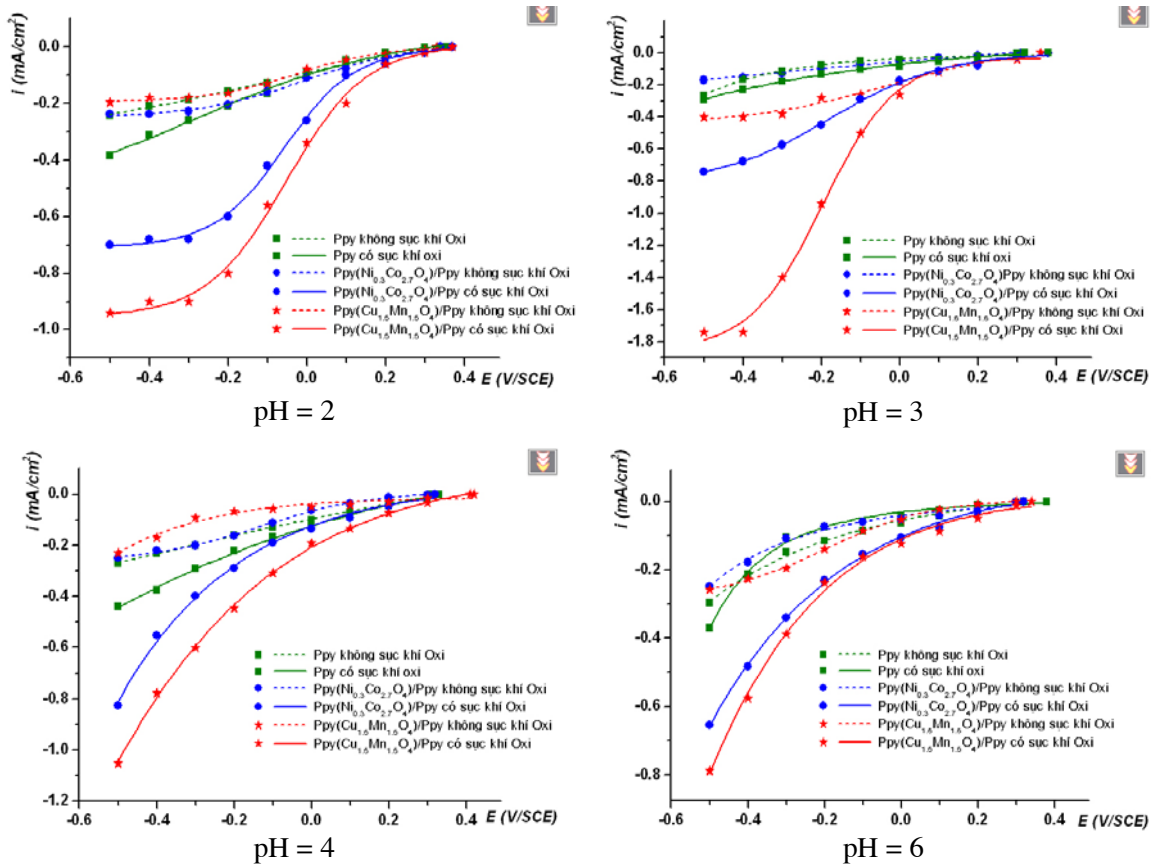 i (mA/cm²)
0.0
-0.2
-0.4
-0.6
-0.8
-1.0
Ppy không sục khí Oxi
Ppy có sục khí oxi
Ppy(Ni₀.₃Co₂.₇O₄)/Ppy không sục khí Oxi
Ppy(Ni₀.₃Co₂.₇O₄)/Ppy có sục khí Oxi
Ppy(Cu₁.₅Mn₁.₅O₄)/Ppy không sục khí Oxi
Ppy(Cu₁.₅Mn₁.₅O₄)/Ppy có sục khí Oxi
-0.6 -0.4 -0.2 0.0 0.2 0.4 E (V/SCE)
pH = 2
i (mA/cm²)
0.0
-0.2
-0.4
-0.6
-0.8
-1.0
-1.2
-1.4
-1.6
-1.8
Ppy không sục khí Oxi
Ppy có sục khí oxi
Ppy(Ni₀.₃Co₂.₇O₄)/Ppy không sục khí Oxi
Ppy(Ni₀.₃Co₂.₇O₄)/Ppy có sục khí Oxi
Ppy(Cu₁.₅Mn₁.₅O₄)/Ppy không sục khí Oxi
Ppy(Cu₁.₅Mn₁.₅O₄)/Ppy có sục khí Oxi
-0.6 -0.4 -0.2 0.0 0.2 0.4 E (V/SCE)
pH = 3
i (mA/cm²)
0.0
-0.2
-0.4
-0.6
-0.8
-1.0
-1.2
Ppy không sục khí Oxi
Ppy có sục khí oxi
Ppy(Ni₀.₃Co₂.₇O₄)/Ppy không sục khí Oxi
Ppy(Ni₀.₃Co₂.₇O₄)/Ppy có sục khí Oxi
Ppy(Cu₁.₅Mn₁.₅O₄)/Ppy không sục khí Oxi
Ppy(Cu₁.₅Mn₁.₅O₄)/Ppy có sục khí Oxi
-0.6 -0.4 -0.2 0.0 0.2 0.4 E (V/SCE)
pH = 4
i (mA/cm²)
0.0
-0.2
-0.4
-0.6
-0.8
Ppy không sục khí Oxi
Ppy có sục khí oxi
Ppy(Ni₀.₃Co₂.₇O₄)/Ppy không sục khí Oxi
Ppy(Ni₀.₃Co₂.₇O₄)/Ppy có sục khí Oxi
Ppy(Cu₁.₅Mn₁.₅O₄)/Ppy không sục khí Oxi
Ppy(Cu₁.₅Mn₁.₅O₄)/Ppy có sục khí Oxi
-0.6 -0.4 -0.2 0.0 0.2 0.4 E (V/SCE)
pH = 6